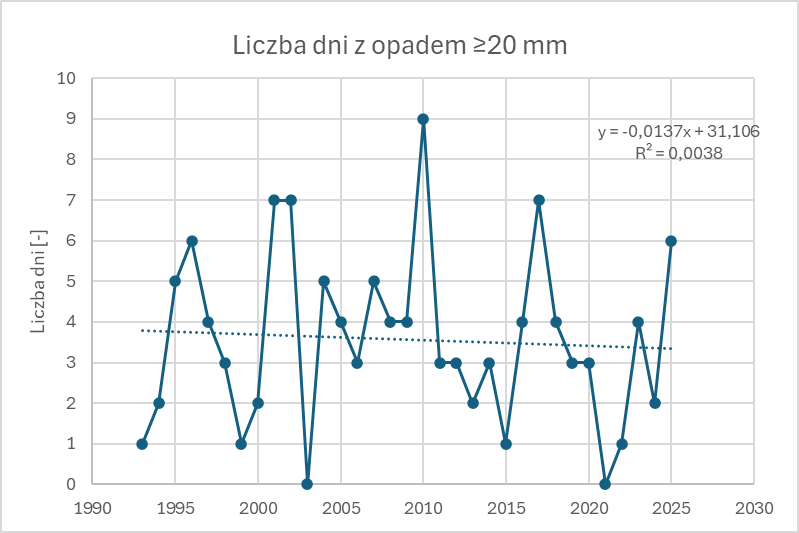 Liczba dni z opadem ≥20 mm
y = -0,0137x + 31,106
R² = 0,0038
Liczba dni [-]
10
9
8
7
6
5
4
3
2
1
0
1990 1995 2000 2005 2010 2015 2020 2025 2030